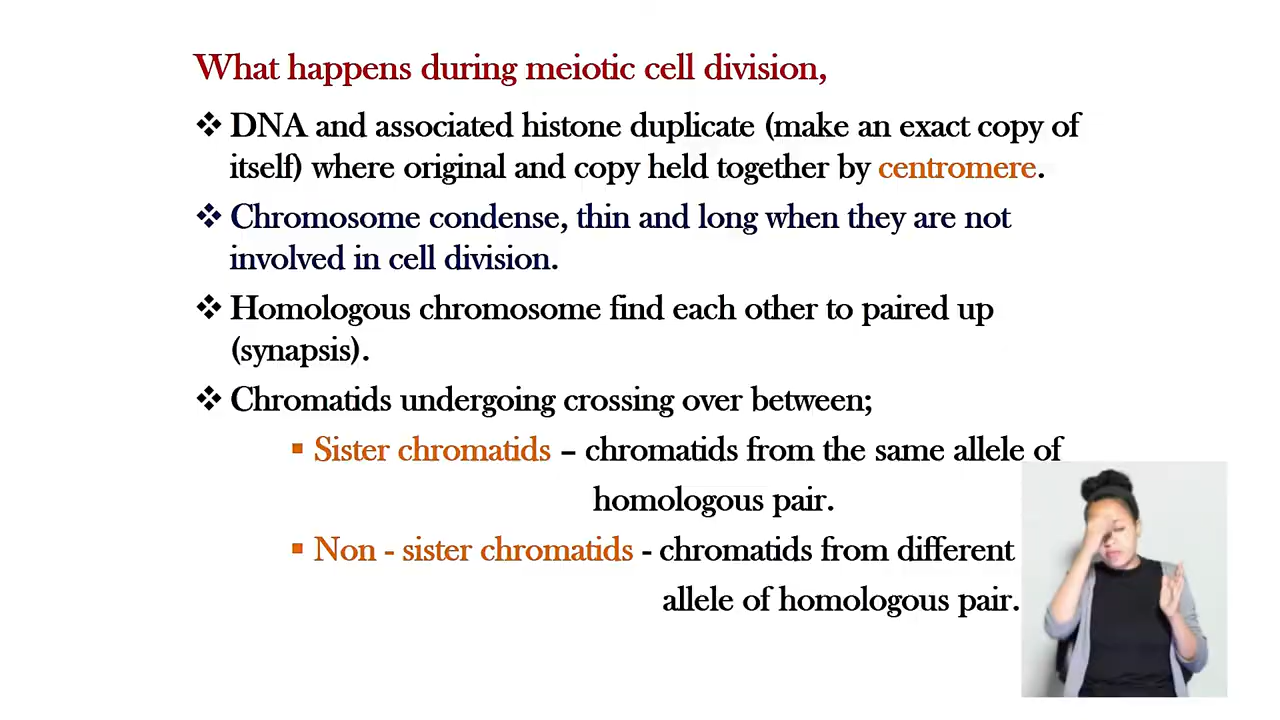 What happens during meiotic cell division,
❖ DNA and associated histone duplicate (make an exact copy of
itself) where original and copy held together by centromere.
❖ Chromosome condense, thin and long when they are not
involved in cell division.
❖ Homologous chromosome find each other to paired up
(synapsis).
❖ Chromatids undergoing crossing over between;
▪ Sister chromatids – chromatids from the same allele of
homologous pair.
▪ Non - sister chromatids - chromatids from different
allele of homologous pair.